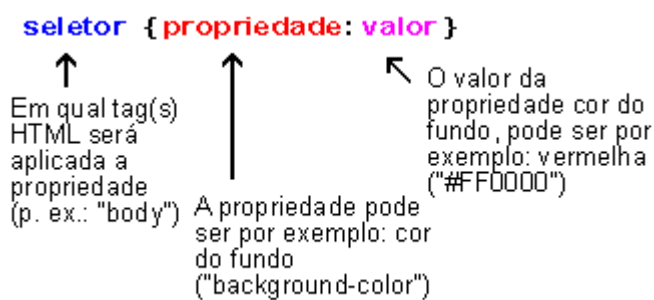 seletor {propriedade: valor}
Em qual tag(s)
HTML será
aplicada a
propriedade
(p. ex.: "body")
A propriedade pode
ser por exemplo: cor
do fundo
("background-color")
O valor da
propriedade cor do
fundo, pode ser por
exemplo: vermelha
("#FF0000")